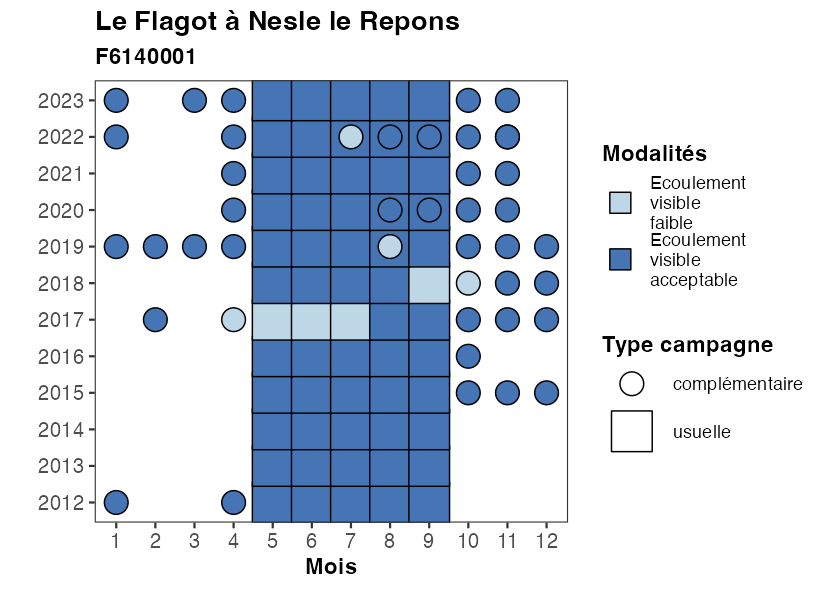 Le Flagot à Nesle le Repons
F6140001
2023
2022
2021
2020
2019
2018
2017
2016
2015
2014
2013
2012
1 2 3 4 5 6 7 8 9 10 11 12
Mois
Modalités
Ecoulement
visible
faible
Ecoulement
visible
acceptable
Type campagne
complémentaire
usuelle